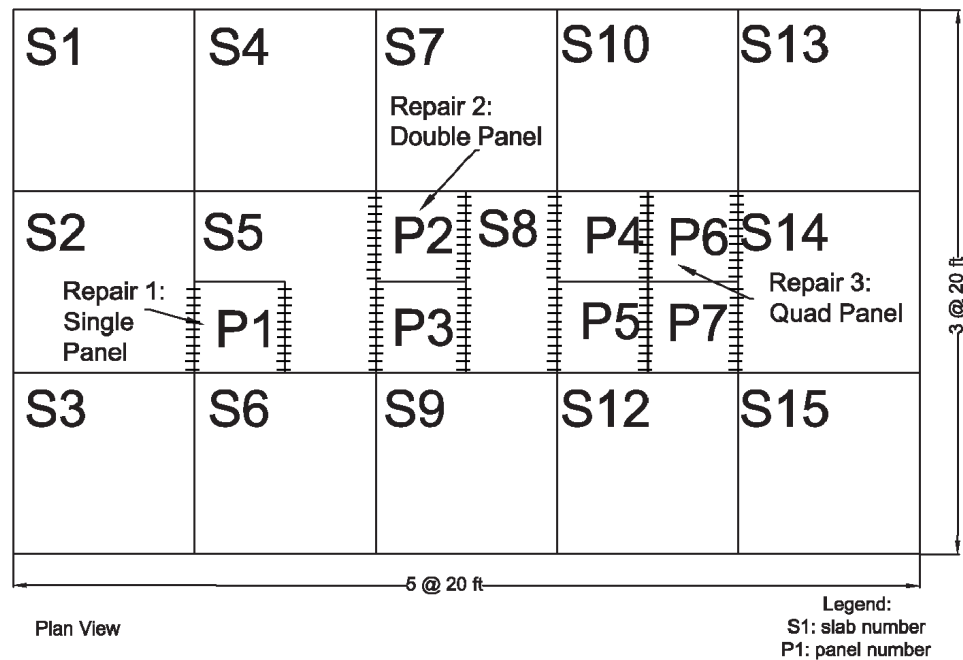 S1
S4
S7
S10
S13
Repair 2:
Double Panel
S2
S5
P2
S8
P4
P6
S14
Repair 1:
Single
Panel
P1
P3
P5
P7
Repair 3:
Quad Panel
3 @ 20 ft
S3
S6
S9
S12
S15
5 @ 20 ft
Plan View
Legend:
S1: slab number
P1: panel number